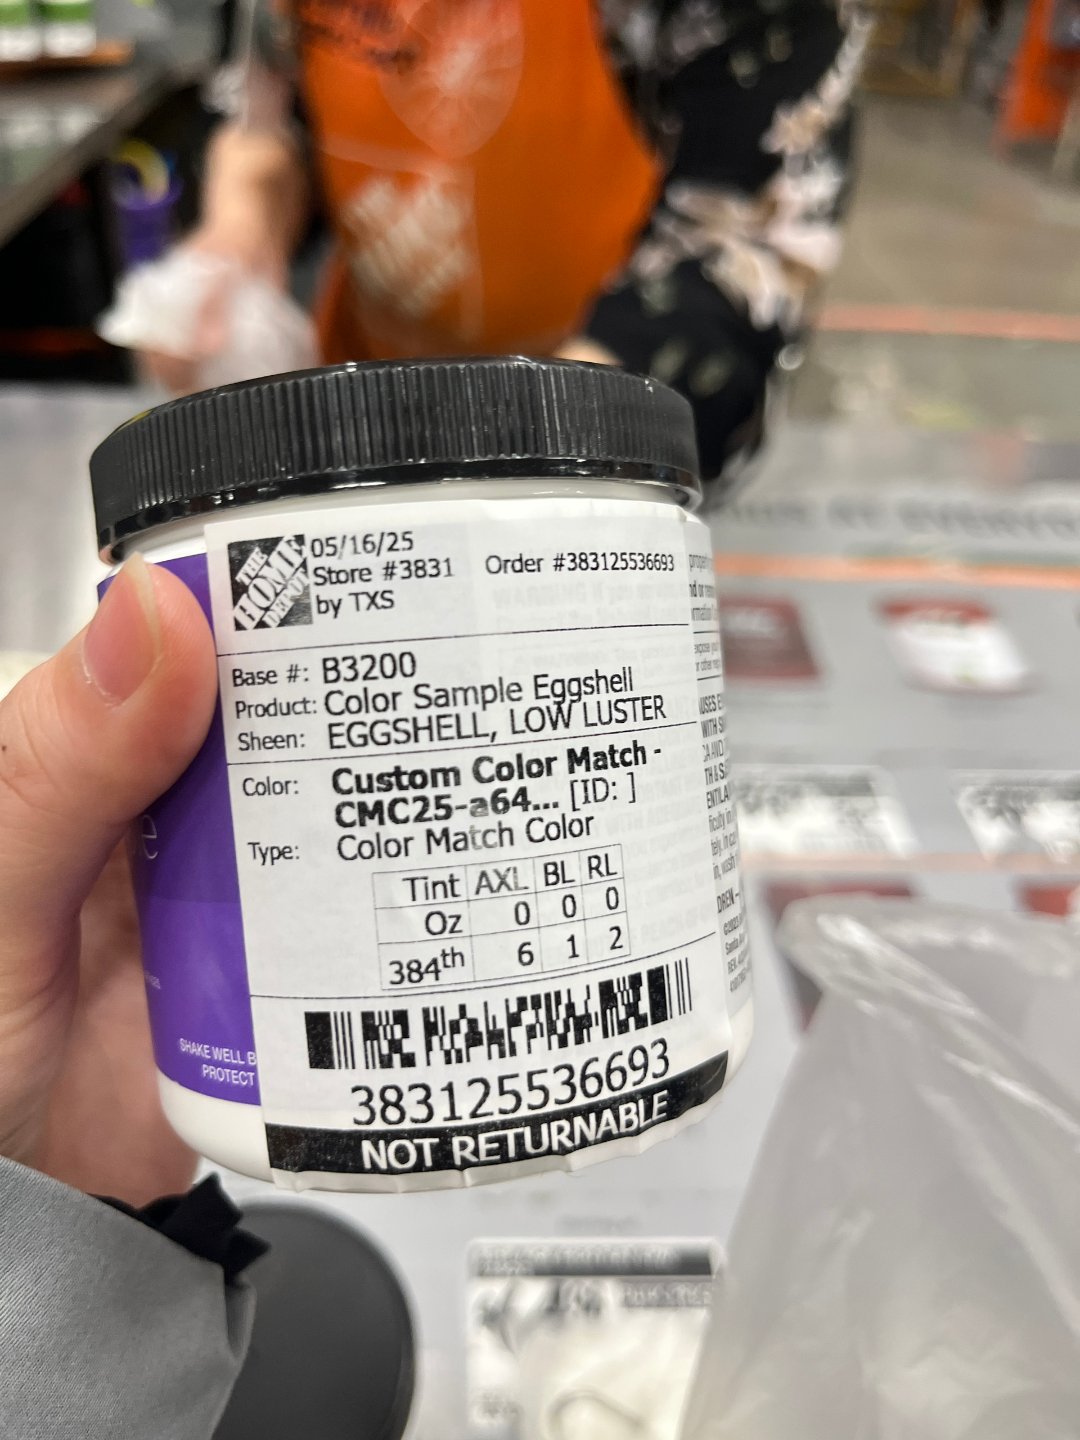 THE
HOME
DEPOT
05/16/25
Store #3831 Order #383125536693
by TXS
Base #: B3200
Product: Color Sample Eggshell
Sheen: EGGSHELL, LOW LUSTER
Color: Custom Color Match -
CMC25-a64... [ID: ]
Type: Color Match Color
Tint AXL BL RL
Oz 0 0 0
384th 6 1 2
383125536693
NOT RETURNABLE
SHAKE WELL B
PROTECT